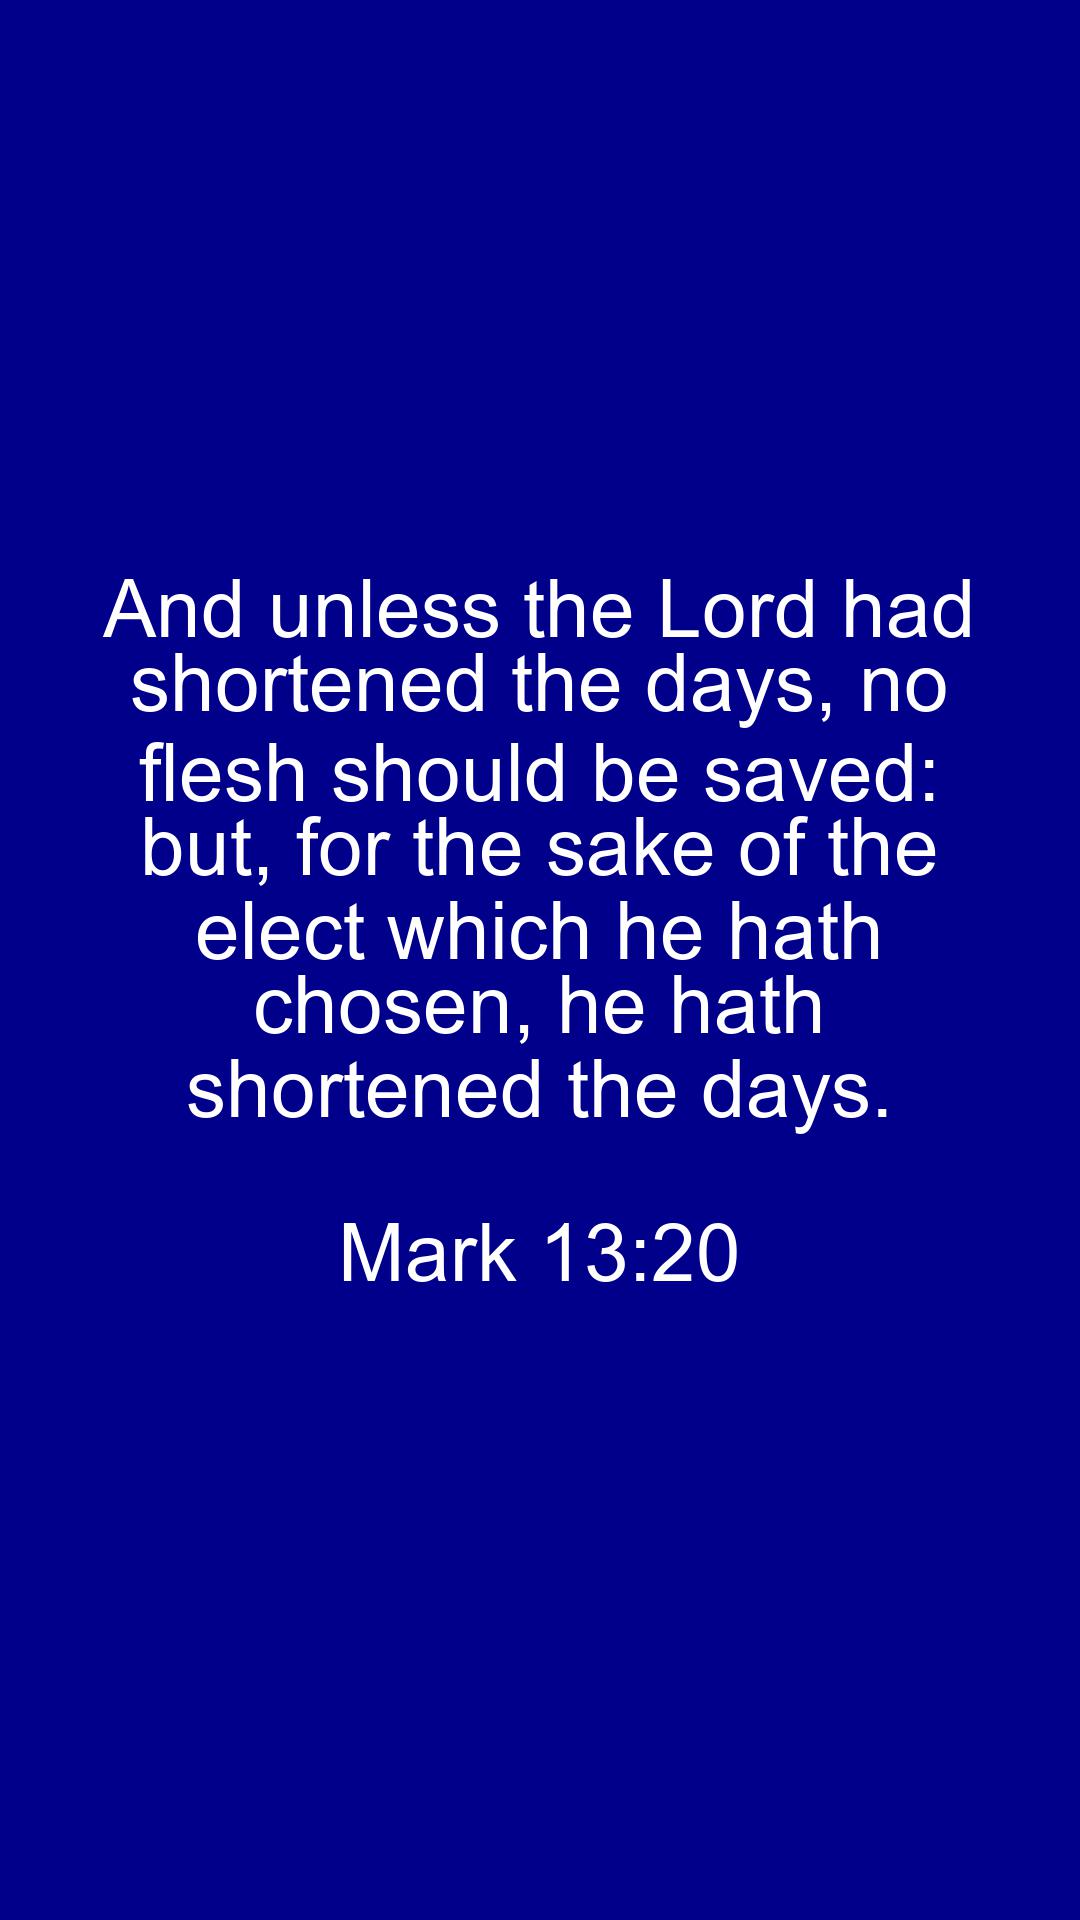 And unless the Lord had
shortened the days, no
flesh should be saved:
but, for the sake of the
elect which he hath
chosen, he hath
shortened the days.
Mark 13:20